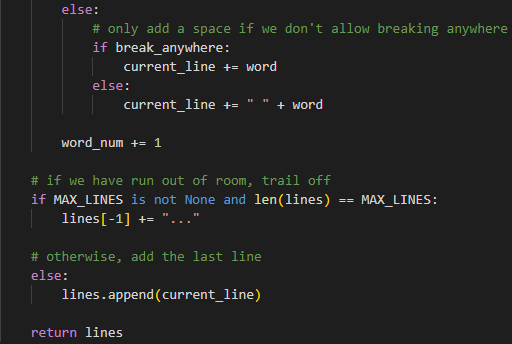 else:
# only add a space if we don't allow breaking anywhere
if break_anywhere:
current_line += word
else:
current_line += " " + word
word_num += 1
# if we have run out of room, trail off
if MAX_LINES is not None and len(lines) == MAX_LINES:
lines[-1] += "..."
# otherwise, add the last line
else:
lines.append(current_line)
return lines